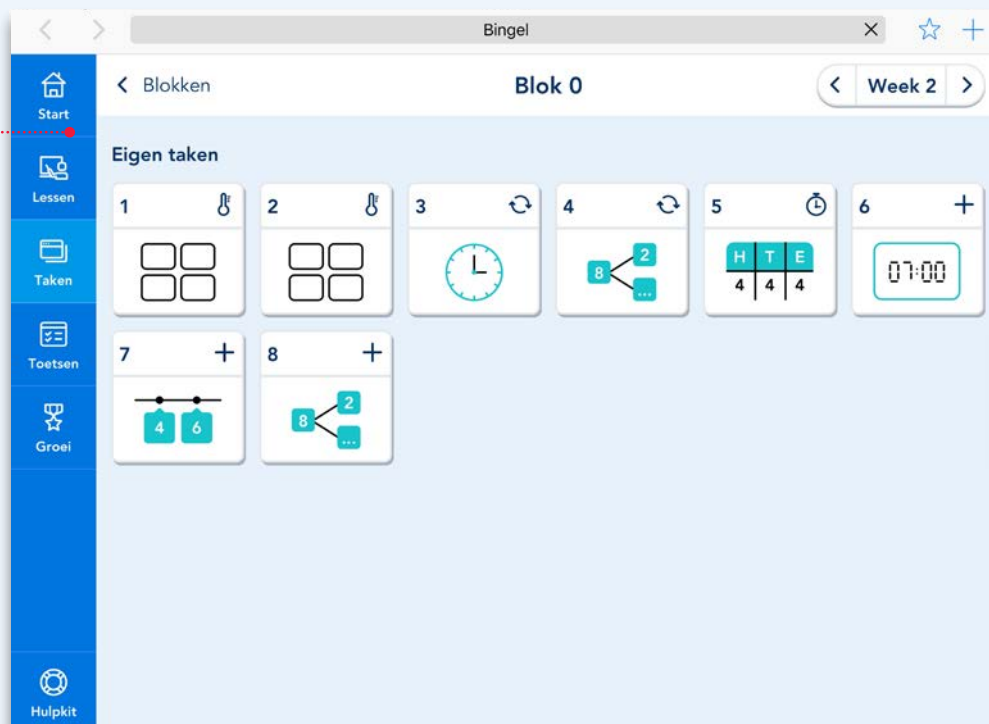 Bingel
Start
Blokken
Blok 0
Week 2
Lessen
Taken
Toetsen
Groei
Hulpkit
Eigen taken
1
2
3
4
5
6
8
2
...
H T E
4 4 4
07:00
7
8
4 6
8
2
...